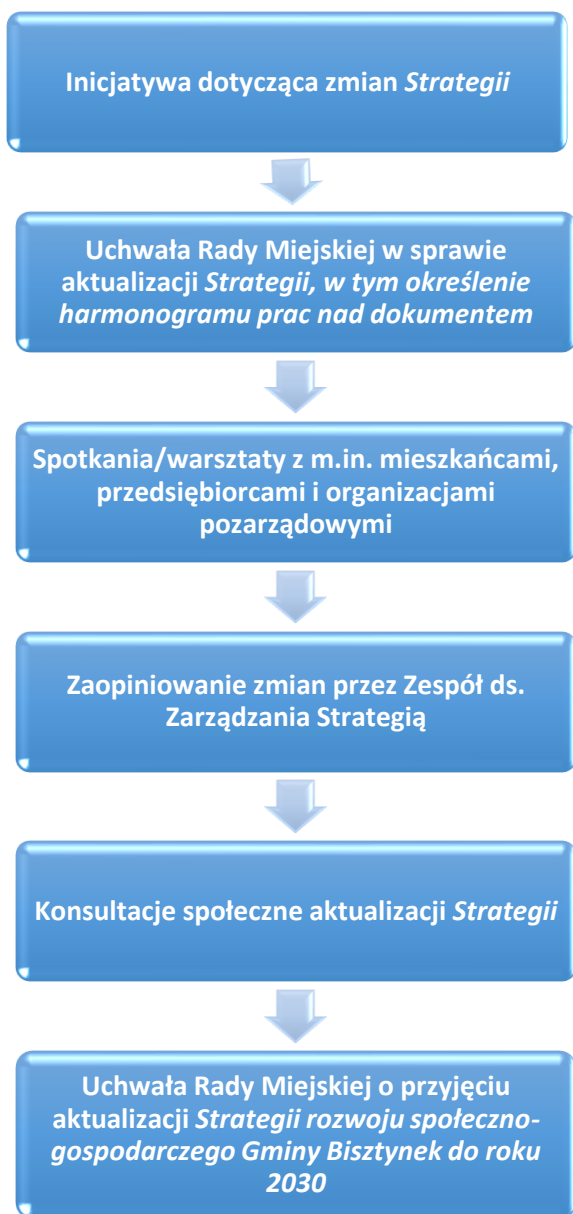 Inicjatywa dotycząca zmian Strategii
Uchwała Rady Miejskiej w sprawie
aktualizacji Strategii, w tym określenie
harmonogramu prac nad dokumentem
Spotkania/warsztaty z m.in. mieszkańcami,
przedsiębiorcami i organizacjami
pozarządowymi
Zaopiniowanie zmian przez Zespół ds.
Zarządzania Strategią
Konsultacje społeczne aktualizacji Strategii
Uchwała Rady Miejskiej o przyjęciu
aktualizacji Strategii rozwoju społeczno-
gospodarczego Gminy Bisztynek do roku
2030